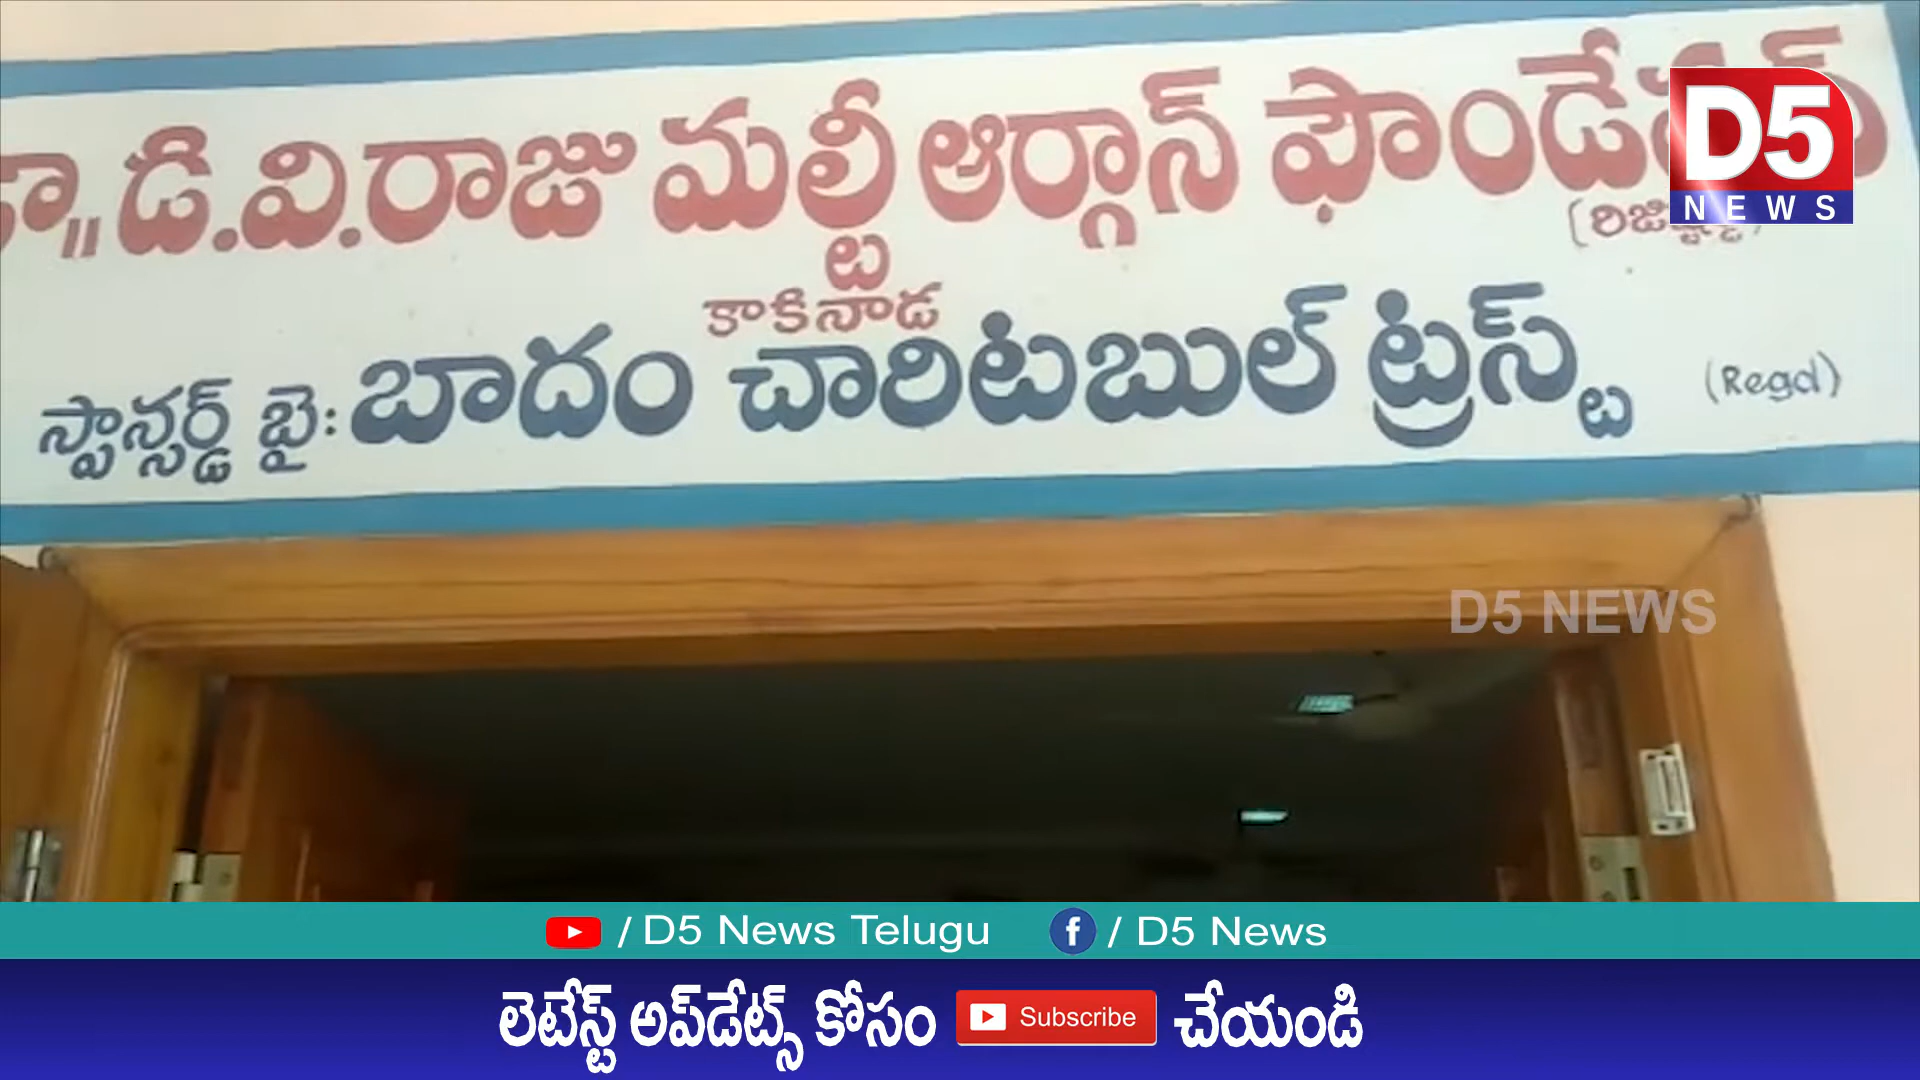 డా॥ డి.వి.రాజు మల్టీ ఆర్గాన్ ఫౌండేషన్
D5
NEWS
కాకినాడ
స్పాన్సర్డ్ బై: బాదం చారిటబుల్ ట్రస్ట్ (Regd)
D5 NEWS
/ D5 News Telugu / D5 News
లెటేస్ట్ అప్‌డేట్స్ కోసం Subscribe చేయండి